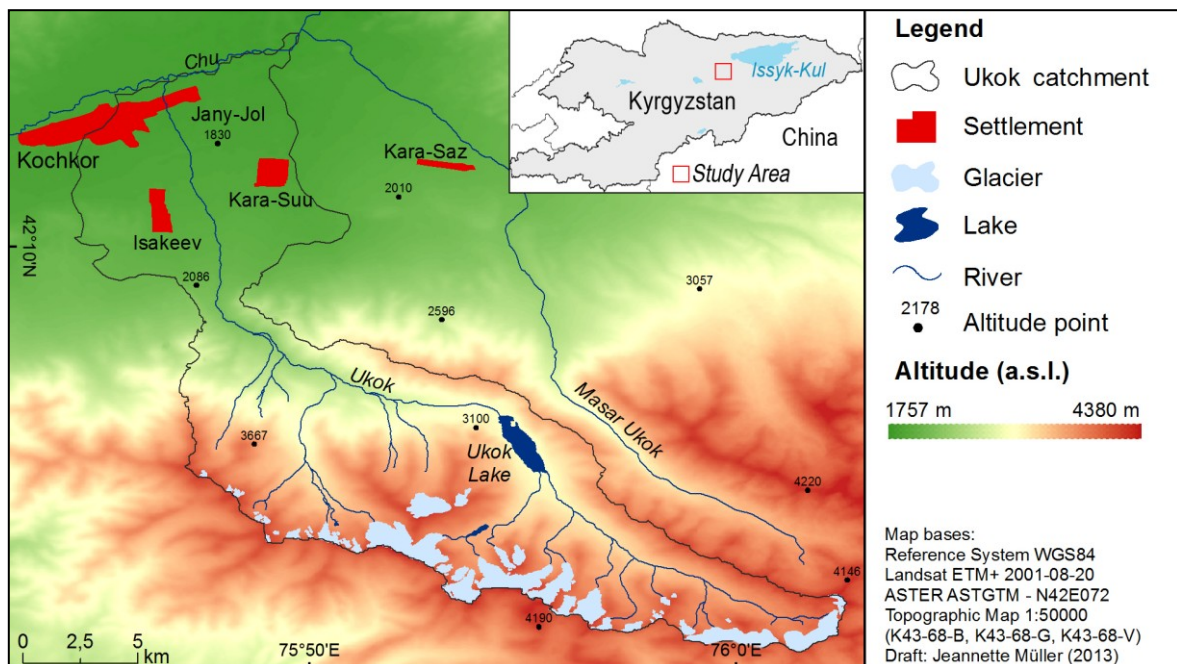 Chu
Jany-Jol
1830
Kochkor
Kara-Saz
Kara-Suu
2010
Isakeev
42°10'N
2086
3057
2596
Ukok
Masar Ukok
3100
3667
Ukok
Lake
4220
4146
4190
0 2,5 5
km
75°50'0"E
76°0'E
Issyk-Kul
Kyrgyzstan
China
Study Area
Legend
Ukok catchment
Settlement
Glacier
Lake
River
2178
Altitude point
Altitude (a.s.l.)
1757 m 4380 m
Map bases:
Reference System WGS84
Landsat ETM+ 2001-08-20
ASTER ASTGTM - N42E072
Topographic Map 1:50000
(K43-68-B, K43-68-G, K43-68-V)
Draft: Jeannette Müller (2013)